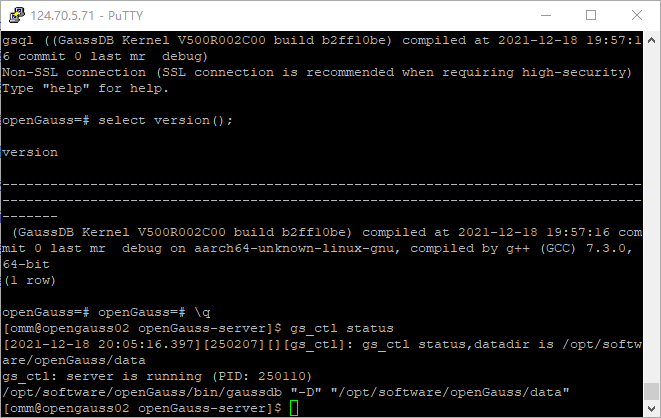 124.70.5.71 - PuTTY
gsql ((GaussDB Kernel V500R002C00 build b2ff10be) compiled at 2021-12-18 19:57:1
6 commit 0 last mr  debug)
Non-SSL connection (SSL connection is recommended when requiring high-security)
Type "help" for help.
openGauss=# select version();
version
--------------------------------------------------------------------------------
--------------------------------------------------------------------------------
-------
 (GaussDB Kernel V500R002C00 build b2ff10be) compiled at 2021-12-18 19:57:16 com
mit 0 last mr  debug on aarch64-unknown-linux-gnu, compiled by g++ (GCC) 7.3.0,
64-bit
(1 row)
openGauss=# openGauss=# \q
[omm@opengauss02 openGauss-server]$ gs_ctl status
[2021-12-18 20:05:16.397][250207][][gs_ctl]: gs_ctl status,datadir is /opt/softw
are/openGauss/data
gs_ctl: server is running (PID: 250110)
/opt/software/openGauss/bin/gaussdb "-D" "/opt/software/openGauss/data"
[omm@opengauss02 openGauss-server]$